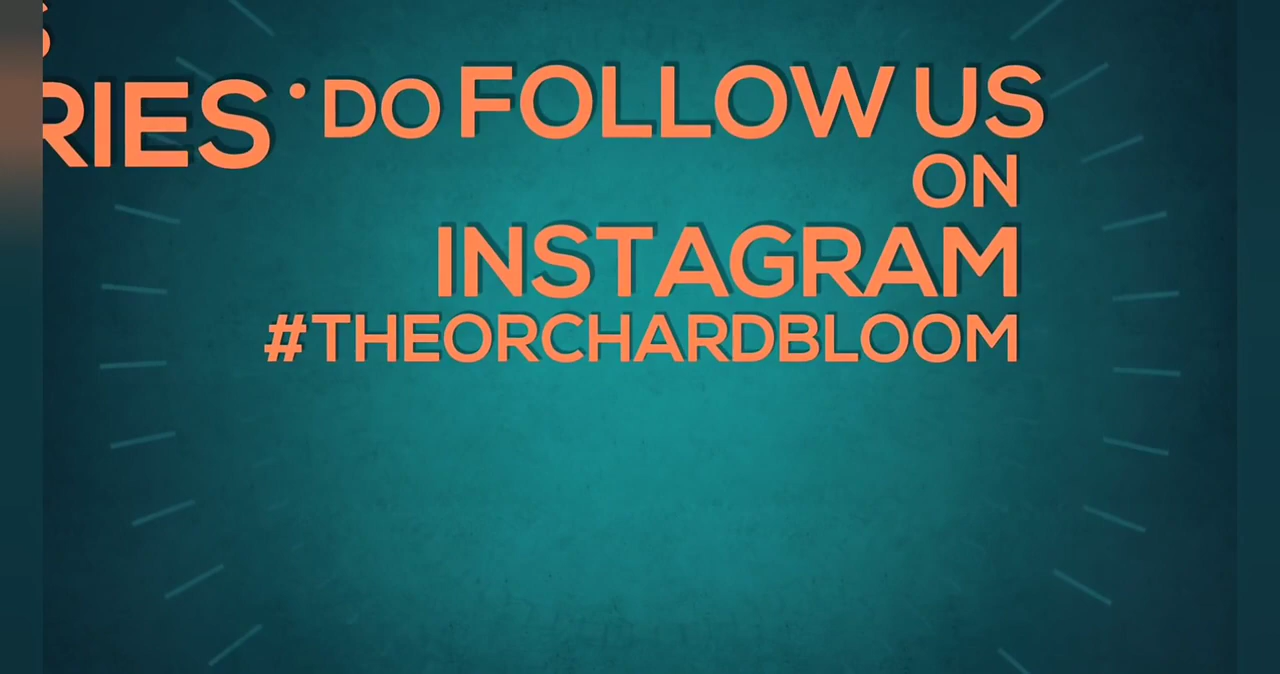 S
RIES • DO FOLLOW US
ON
INSTAGRAM
#THEORCHARDBLOOM